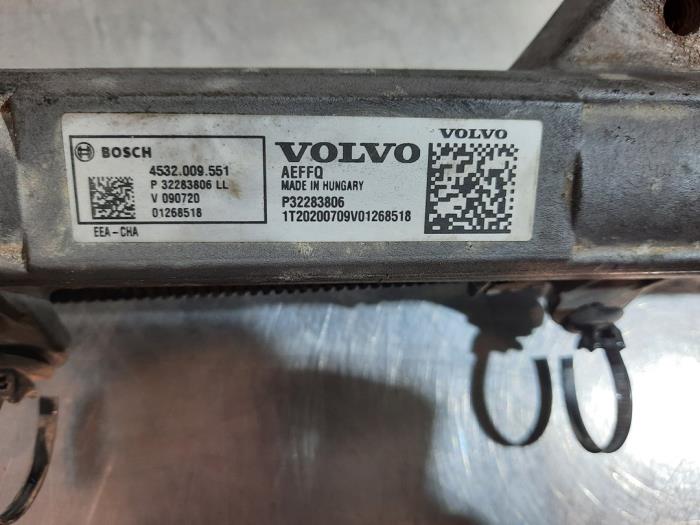 BOSCH
4532.009.551
P 32283806 LL
V 090720
01268518
EEA-CHA
VOLVO
AEFFQ
MADE IN HUNGARY
P32283806
1T20200709V01268518
VOLVO